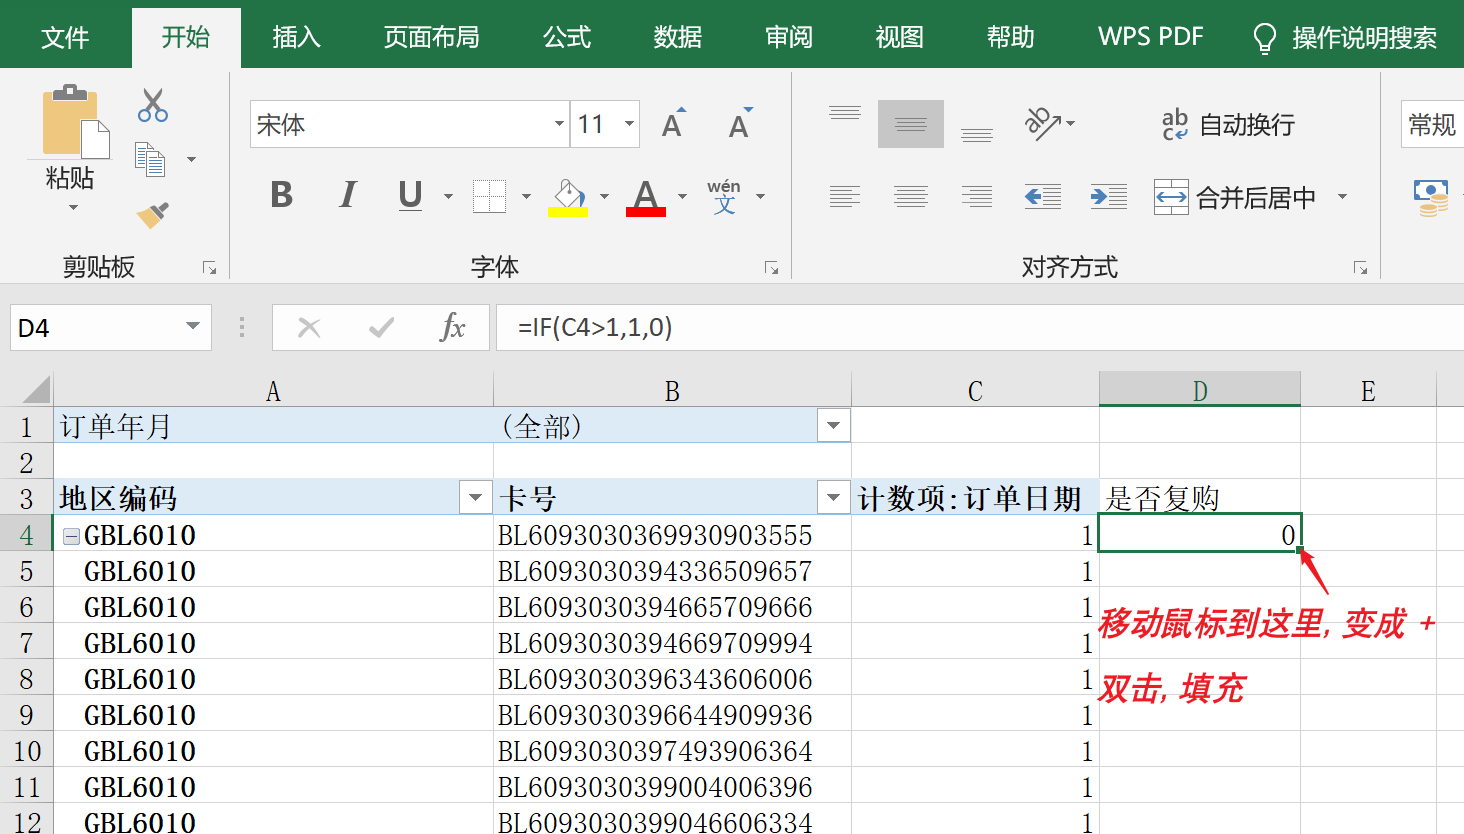 文件 开始 插入 页面布局 公式 数据 审阅 视图 帮助 WPS PDF 操作说明搜索
宋体 11 A A ab 自动换行 常规
粘贴 B I U A wén 文 合并后居中
剪贴板 字体 对齐方式
D4 fx =IF(C4>1,1,0)
A B C D E
1 订单年月 (全部)
2
3 地区编码 卡号 计数项:订单日期 是否复购
4 GBL6010 BL6093030369930903555 1 0
5 GBL6010 BL6093030394336509657 1
6 GBL6010 BL6093030394665709666 1
移动鼠标到这里, 变成 +
7 GBL6010 BL6093030394669709994 1
8 GBL6010 BL6093030396343606006 1
双击, 填充
9 GBL6010 BL6093030396644909936 1
10 GBL6010 BL6093030397493906364 1
11 GBL6010 BL6093030399004006396 1
12 GBL6010 BL6093030399046606334 1